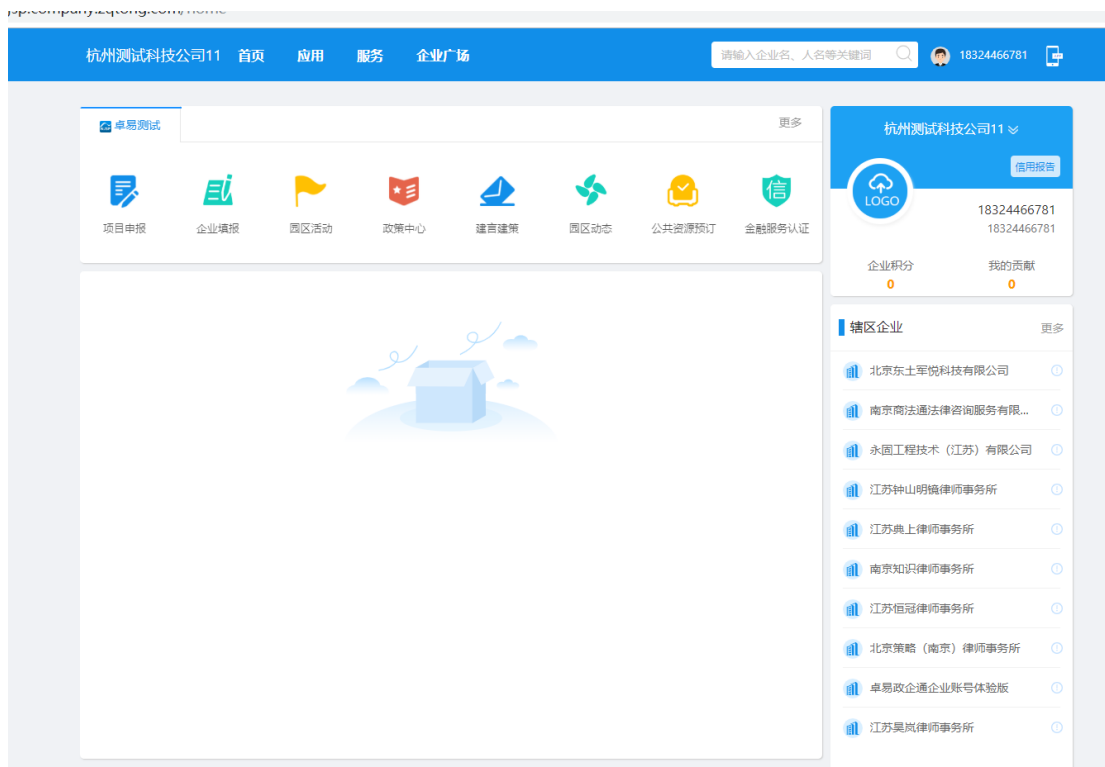 杭州测试科技公司11 首页 应用 服务 企业广场 请输入企业名、人名等关键词 18324466781
卓易测试 更多
项目申报 企业填报 园区活动 政策中心 建言建策 园区动态 公共资源预订 金融服务认证
杭州测试科技公司11
信用报告
LOGO
18324466781
18324466781
企业积分 我的贡献
0 0
辖区企业 更多
北京东土军悦科技有限公司
南京商法通法律咨询服务有限...
永固工程技术（江苏）有限公司
江苏钟山明镜律师事务所
江苏典上律师事务所
南京知识律师事务所
江苏恒冠律师事务所
北京策略（南京）律师事务所
卓易政企通企业账号体验版
江苏昊岚律师事务所